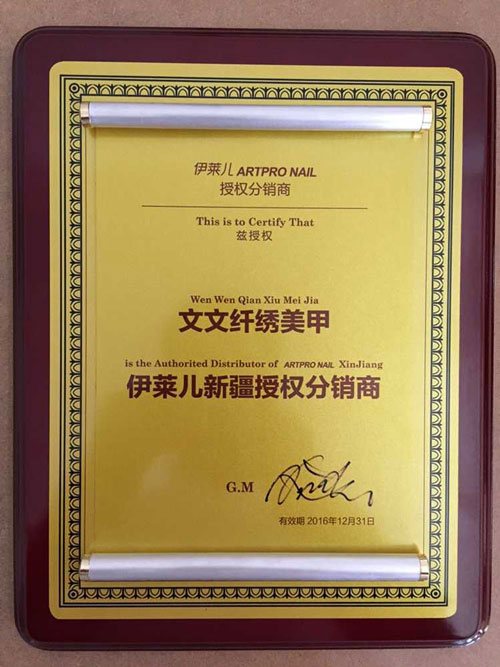 伊莱儿 ARTPRO NAIL
授权分销商
This is to Certify That
兹授权
Wen Wen Qian Xiu Mei Jia
文文纤绣美甲
is the Authorited Distributor of ARTPRO NAIL XinJiang
伊莱儿新疆授权分销商
G.M
有效期 2016年12月31日